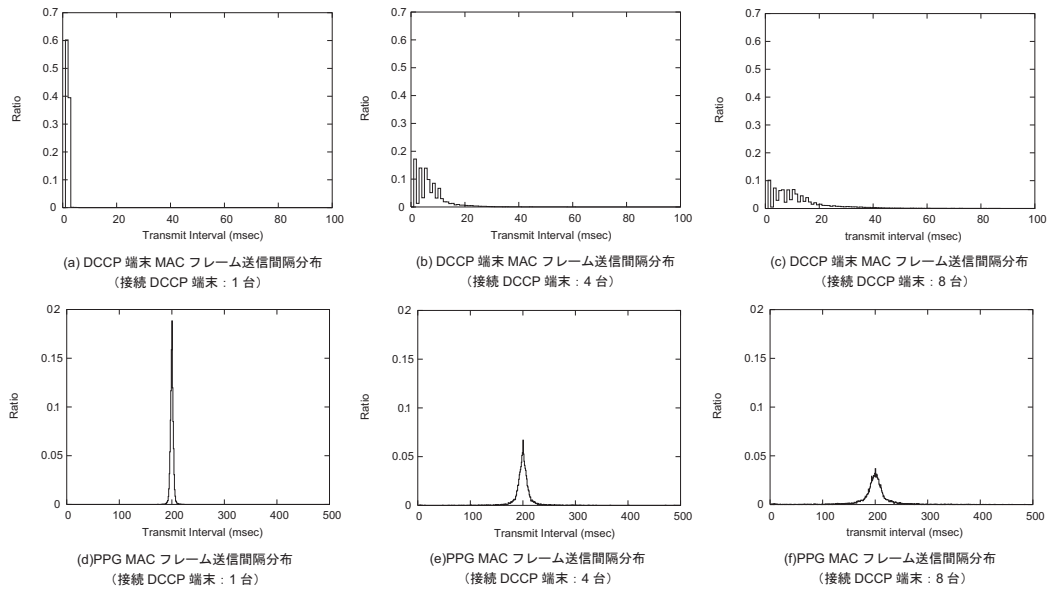 0.7
0.6
0.5
0.4
0.3
0.2
0.1
0
Ratio
0 20 40 60 80 100
Transmit Interval (msec)
(a) DCCP 端末 MAC フレーム送信間隔分布
（接続 DCCP 端末：1 台）
0.7
0.6
0.5
0.4
0.3
0.2
0.1
0
Ratio
0 20 40 60 80 100
Transmit Interval (msec)
(b) DCCP 端末 MAC フレーム送信間隔分布
（接続 DCCP 端末：4 台）
0.7
0.6
0.5
0.4
0.3
0.2
0.1
0
Ratio
0 20 40 60 80 100
transmit interval (msec)
(c) DCCP 端末 MAC フレーム送信間隔分布
（接続 DCCP 端末：8 台）
0.2
0.15
0.1
0.05
0
Ratio
0 100 200 300 400 500
Transmit Interval (msec)
(d)PPG MAC フレーム送信間隔分布
（接続 DCCP 端末：1 台）
0.2
0.15
0.1
0.05
0
Ratio
0 100 200 300 400 500
Transmit Interval (msec)
(e)PPG MAC フレーム送信間隔分布
（接続 DCCP 端末：4 台）
0.2
0.15
0.1
0.05
0
Ratio
0 100 200 300 400 500
transmit interval (msec)
(f)PPG MAC フレーム送信間隔分布
（接続 DCCP 端末：8 台）